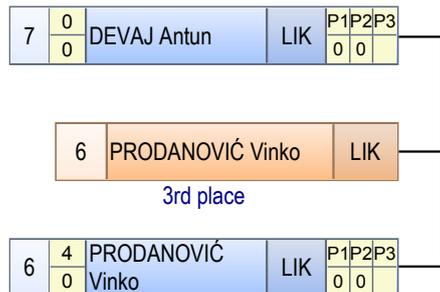 7 0 DEVAJ Antun LIK P1 P2 P3
0 0 0
6 PRODANOVIĆ Vinko LIK
3rd place
6 4 PRODANOVIĆ LIK P1 P2 P3
0 Vinko 0 0